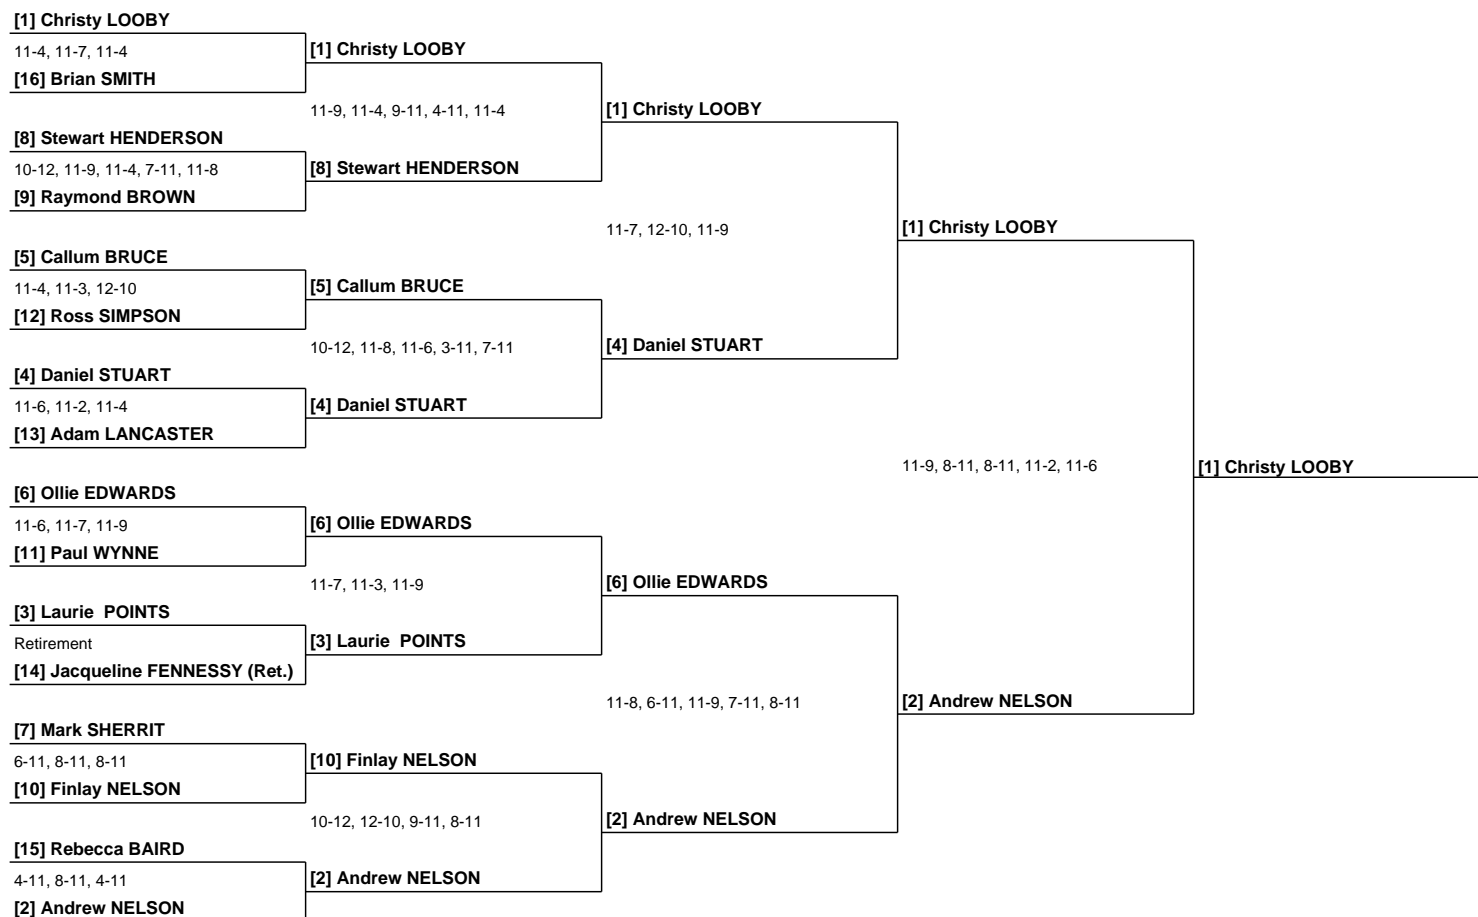 [1] Christy LOOBY
11-4, 11-7, 11-4
[16] Brian SMITH
[8] Stewart HENDERSON
10-12, 11-9, 11-4, 7-11, 11-8
[9] Raymond BROWN
[5] Callum BRUCE
11-4, 11-3, 12-10
[12] Ross SIMPSON
[4] Daniel STUART
11-6, 11-2, 11-4
[13] Adam LANCASTER
[6] Ollie EDWARDS
11-6, 11-7, 11-9
[11] Paul WYNNE
[3] Laurie  POINTS
Retirement
[14] Jacqueline FENNESSY (Ret.)
[7] Mark SHERRIT
6-11, 8-11, 8-11
[10] Finlay NELSON
[15] Rebecca BAIRD
4-11, 8-11, 4-11
[2] Andrew NELSON
[1] Christy LOOBY
11-9, 11-4, 9-11, 4-11, 11-4
[8] Stewart HENDERSON
[5] Callum BRUCE
10-12, 11-8, 11-6, 3-11, 7-11
[4] Daniel STUART
[6] Ollie EDWARDS
11-7, 11-3, 11-9
[3] Laurie  POINTS
[10] Finlay NELSON
10-12, 12-10, 9-11, 8-11
[2] Andrew NELSON
[1] Christy LOOBY
11-7, 12-10, 11-9
[4] Daniel STUART
[6] Ollie EDWARDS
11-8, 6-11, 11-9, 7-11, 8-11
[2] Andrew NELSON
[1] Christy LOOBY
11-9, 8-11, 8-11, 11-2, 11-6
[2] Andrew NELSON
[1] Christy LOOBY